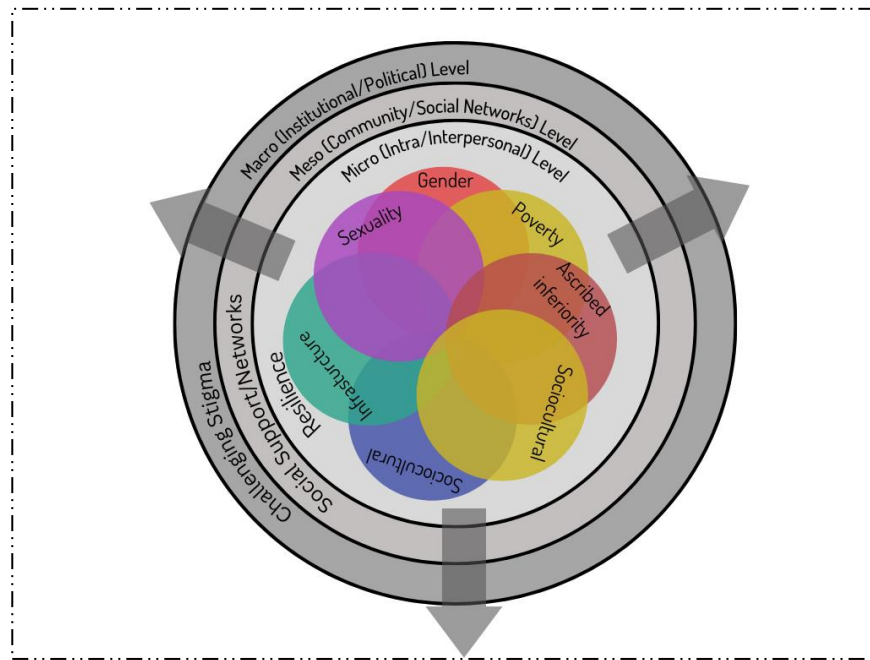 Macro (Institutional/Political) Level
Meso (Community/Social Networks) Level
Micro (Intra/Interpersonal) Level
Gender
Sexuality
Poverty
Ascribed
inferiority
Infrasturcture
Sociocultural
Sociocultural
Resilience
Social Support/Networks
Challenging Stigma